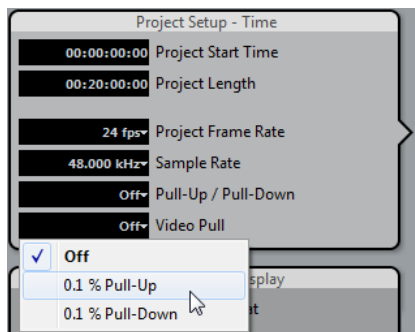 Project Setup - Time
00:00:00:00 Project Start Time
00:20:00:00 Project Length
24 fps Project Frame Rate
48.000 kHz Sample Rate
Off Pull-Up / Pull-Down
Off Video Pull
Off
0.1 % Pull-Up
0.1 % Pull-Down